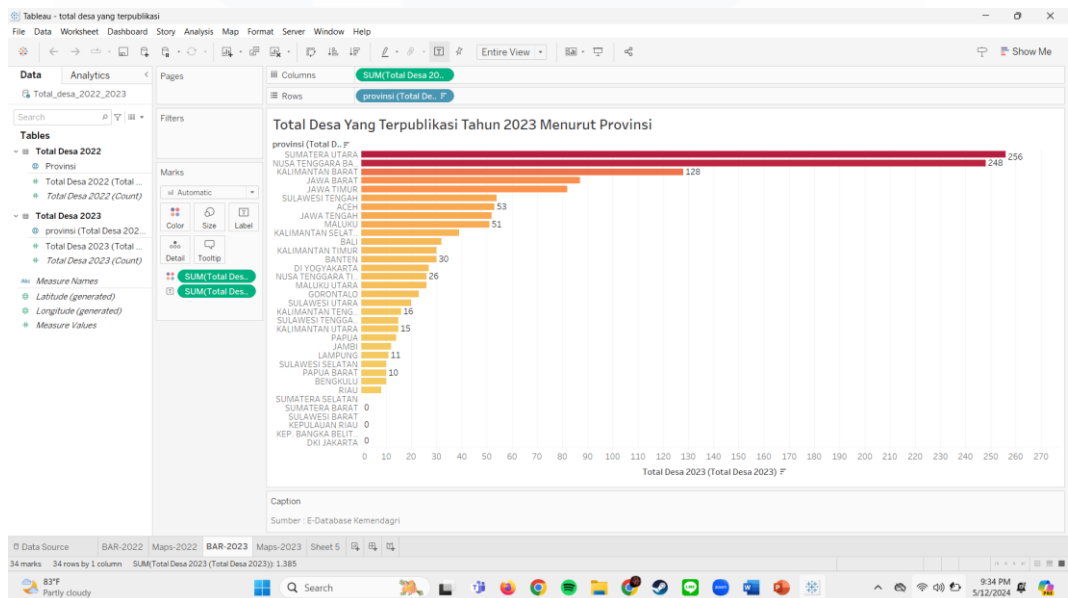 Tableau - total desa yang terpublikasi
File Data Worksheet Dashboard Story Analysis Map Format Server Window Help
Entire View
Show Me
Data Analytics
Total_desa_2022_2023
Search
Tables
Total Desa 2022
Provinsi
Total Desa 2022 (Total ...
Total Desa 2022 (Count)
Total Desa 2023
provinsi (Total Desa 202...
Total Desa 2023 (Total ...
Total Desa 2023 (Count)
Abc Measure Names
Latitude (generated)
Longitude (generated)
Measure Values
Pages
Filters
Marks
Automatic
Color Size Label
Detail Tooltip
SUM(Total Des..
SUM(Total Des..
Columns SUM(Total Desa 20..
Rows provinsi (Total De..
Total Desa Yang Terpublikasi Tahun 2023 Menurut Provinsi
provinsi (Total D..
SUMATERA UTARA 256
NUSA TENGGARA BA.. 248
KALIMANTAN BARAT 128
JAWA BARAT
JAWA TIMUR
SULAWESI TENGAH
ACEH 53
JAWA TENGAH
MALUKU 51
KALIMANTAN SELAT..
BALI
KALIMANTAN TIMUR
BANTEN 30
DI YOGYAKARTA
NUSA TENGGARA TI.. 26
MALUKU UTARA
GORONTALO
SULAWESI UTARA
KALIMANTAN TENG.. 16
SULAWESI TENGGA..
KALIMANTAN UTARA 15
PAPUA
JAMBI
LAMPUNG 11
SULAWESI SELATAN
PAPUA BARAT 10
BENGKULU
RIAU
SUMATERA SELATAN
SUMATERA BARAT 0
SULAWESI BARAT
KEPULAUAN RIAU 0
KEP. BANGKA BELIT..
DKI JAKARTA 0
0 10 20 30 40 50 60 70 80 90 100 110 120 130 140 150 160 170 180 190 200 210 220 230 240 250 260 270
Total Desa 2023 (Total Desa 2023)
Caption
Sumber : E-Database Kemendagri
Data Source BAR-2022 Maps-2022 BAR-2023 Maps-2023 Sheet 5
34 marks 34 rows by 1 column SUM(Total Desa 2023 (Total Desa 2023)): 1.385
83°F
Partly cloudy
Search
9:34 PM
5/12/2024